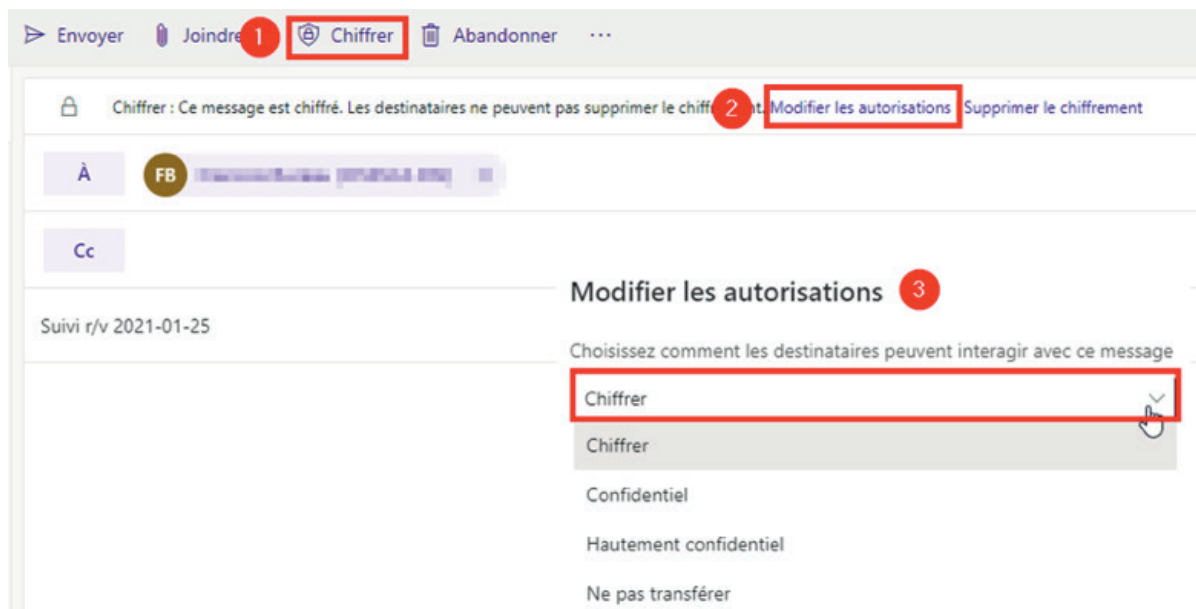 Envoyer Joindre 1 Chiffrer Abandonner ...
Chiffrer : Ce message est chiffré. Les destinataires ne peuvent pas supprimer le 2 Modifier les autorisations Supprimer le chiffrement
À FB
Cc
Modifier les autorisations 3
Suivi r/v 2021-01-25
Choisissez comment les destinataires peuvent interagir avec ce message
Chiffrer
Chiffrer
Confidentiel
Hautement confidentiel
Ne pas transférer